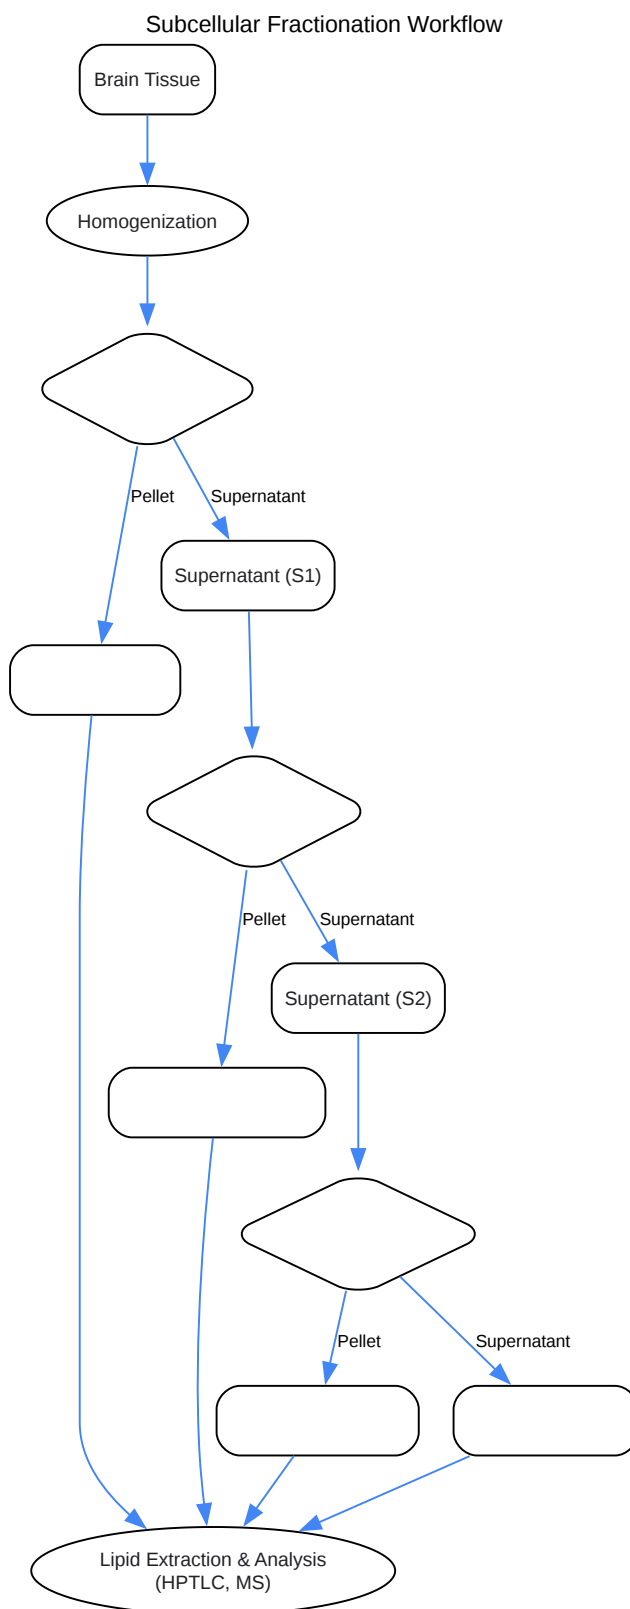 Subcellular Fractionation Workflow
Brain Tissue
Homogenization
Pellet
Supernatant
Supernatant (S1)
Pellet
Supernatant
Supernatant (S2)
Pellet
Supernatant
Lipid Extraction & Analysis
(HPTLC, MS)